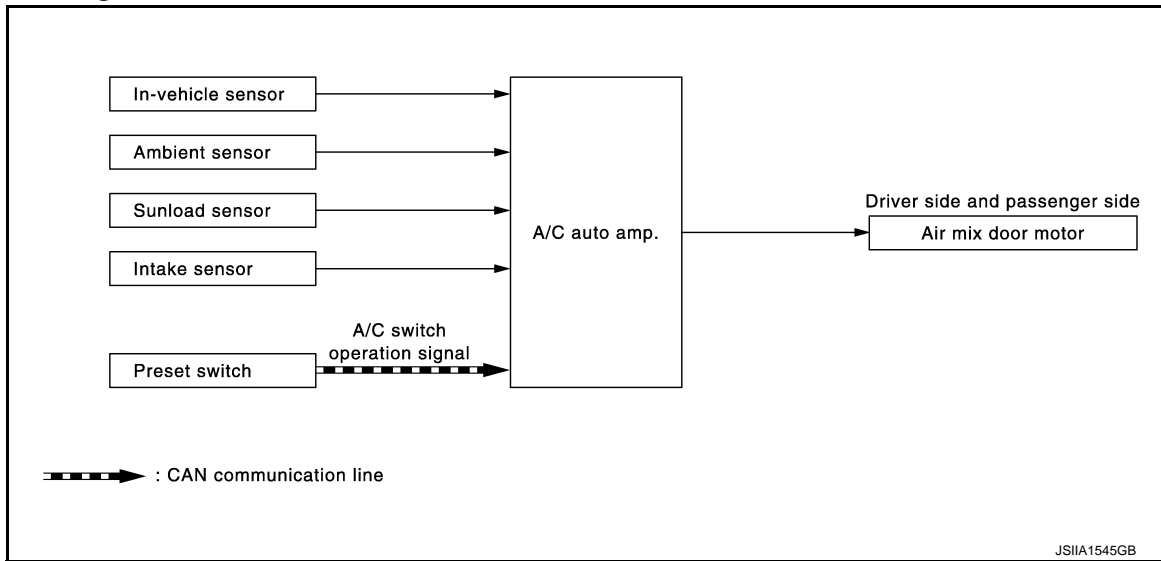 In-vehicle sensor
Ambient sensor
Sunload sensor
Intake sensor
A/C switch
operation signal
Preset switch
A/C auto amp.
Driver side and passenger side
Air mix door motor
: CAN communication line
JSIIA1545GB